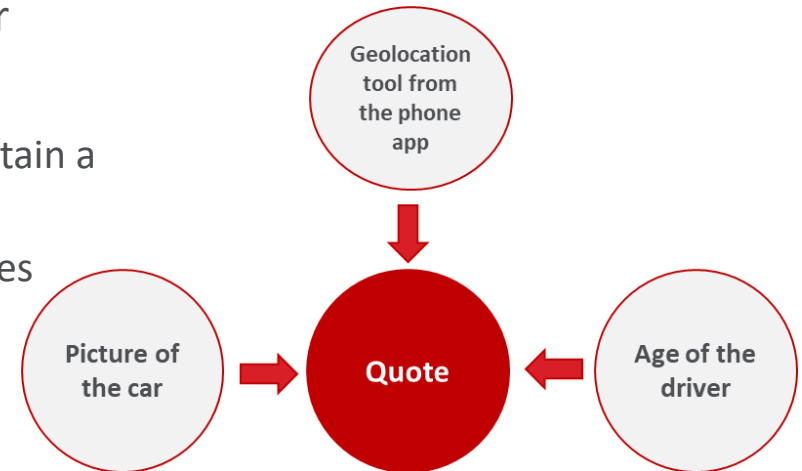 r
tain a
es
Geolocation
tool from
the phone
app
Picture of
the car
Quote
Age of the
driver